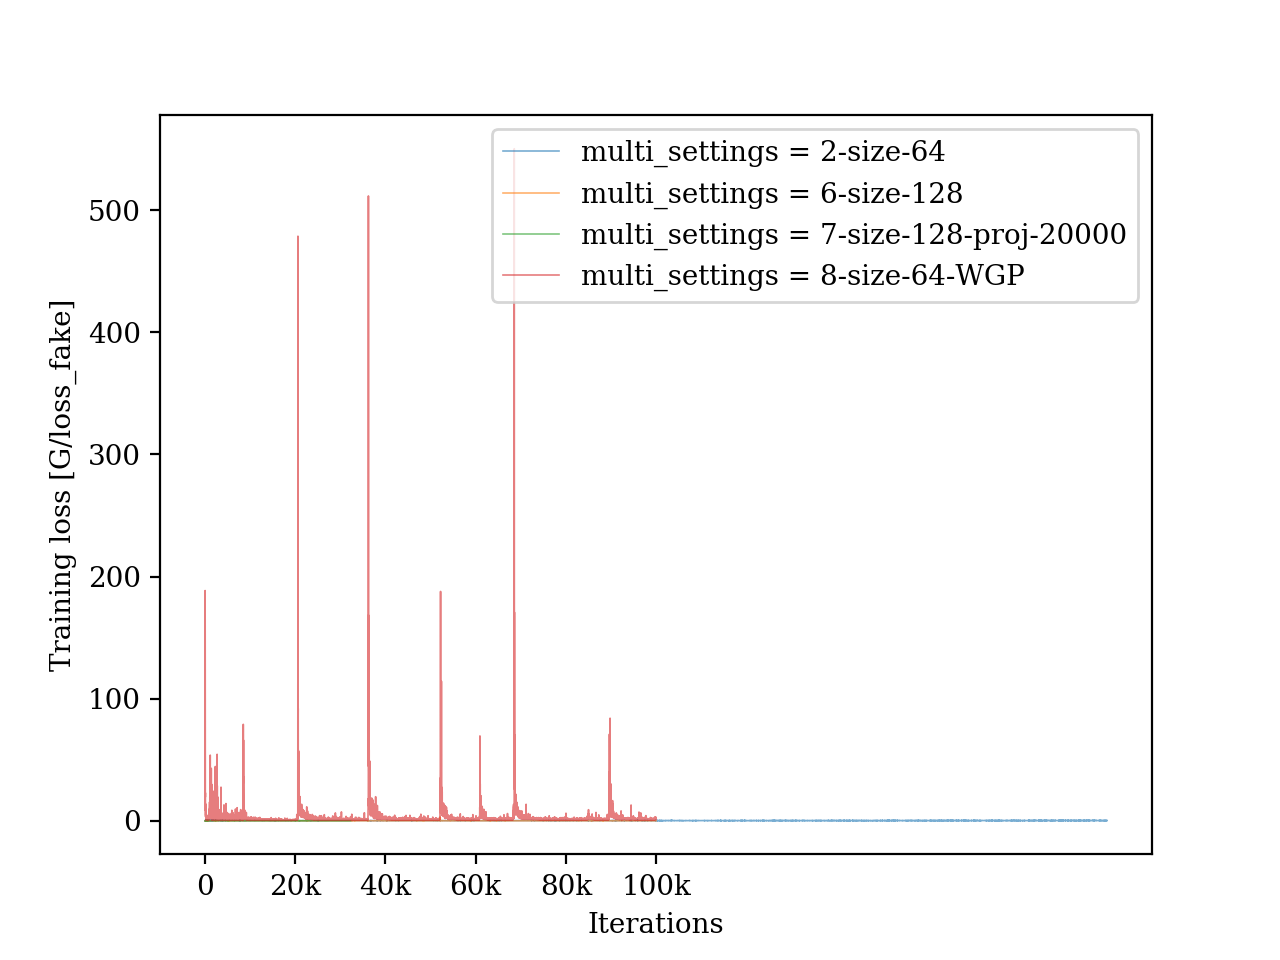 multi_settings = 2-size-64
multi_settings = 6-size-128
multi_settings = 7-size-128-proj-20000
multi_settings = 8-size-64-WGP
Training loss [G/loss_fake]
500
400
300
200
100
0
0 20k 40k 60k 80k 100k
Iterations